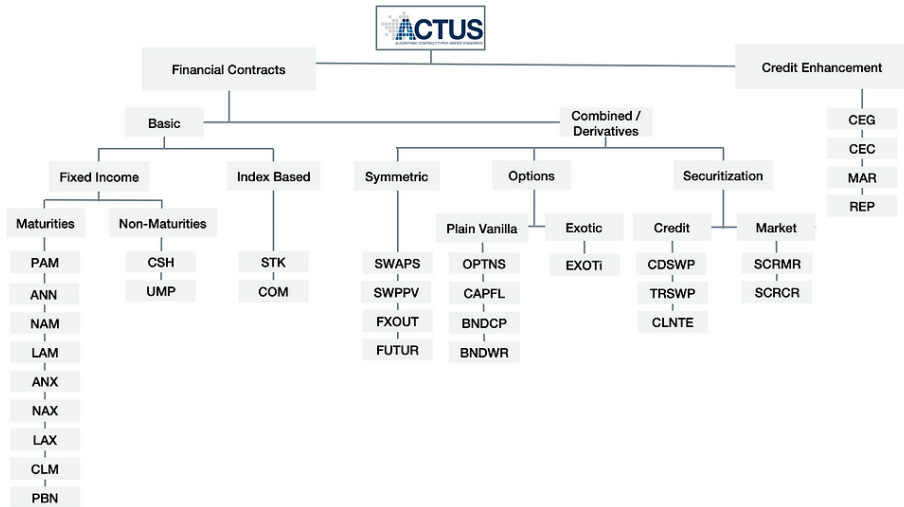 ACTUS
ALGORITHMIC CONTRACT TYPES UNIFIED STANDARDS
Financial Contracts
Credit Enhancement
Basic
Combined /
Derivatives
CEG
CEC
MAR
REP
Fixed Income
Index Based
Symmetric
Options
Securitization
Maturities
Non-Maturities
Plain Vanilla
Exotic
Credit
Market
PAM
ANN
NAM
LAM
ANX
NAX
LAX
CLM
PBN
CSH
UMP
STK
COM
SWAPS
SWPPV
FXOUT
FUTUR
OPTNS
CAPFL
BNDCP
BNDWR
EXOTi
CDSWP
TRSWP
CLNTE
SCRMR
SCRCR